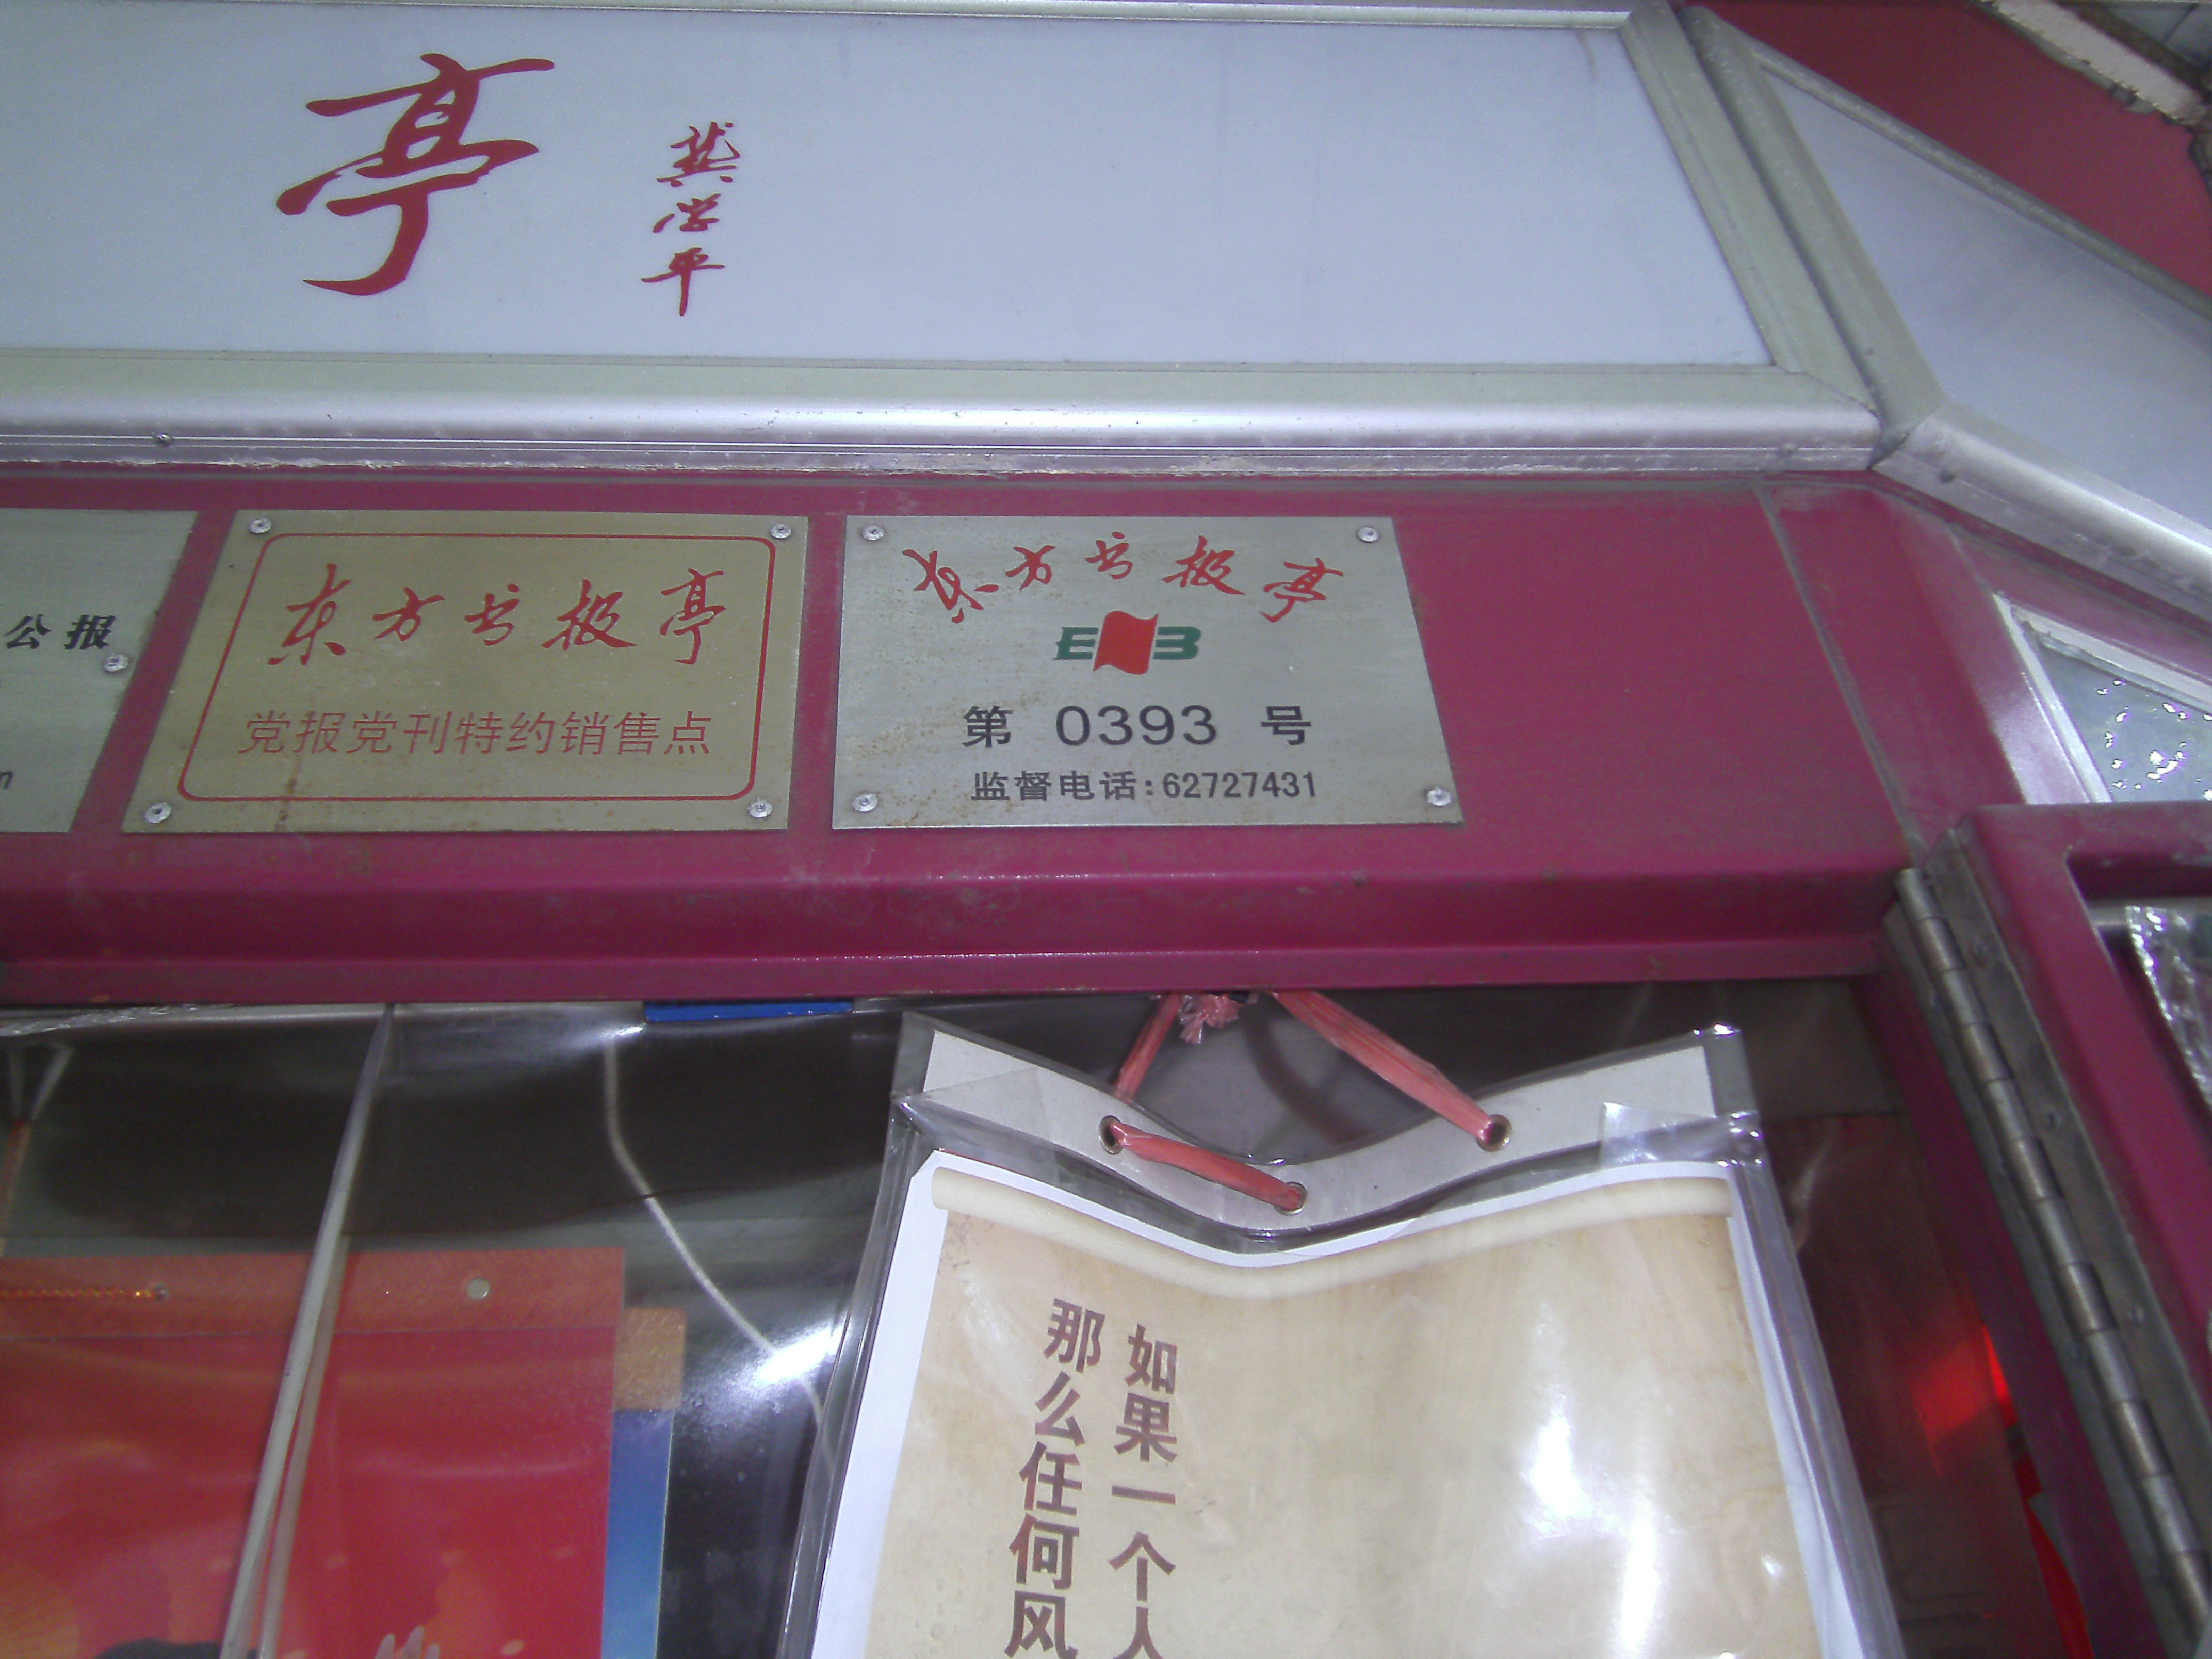 亭
龚学平
公报
东方书报亭
党报党刊特约销售点
东方书报亭
EB
第 0393 号
监督电话:62727431
如果一个人
那么任何风